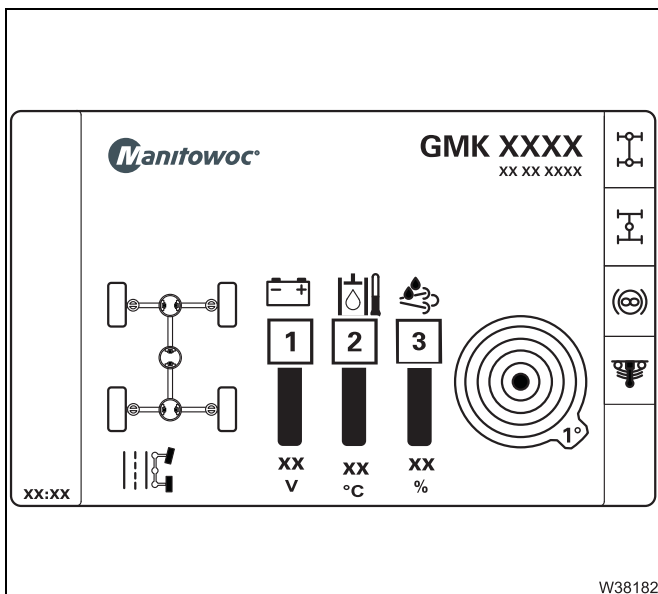 Manitowoc®
GMK XXXX
XX XX XXXX
1 2 3
1°
XX XX XX
V °C %
XX:XX
W38182